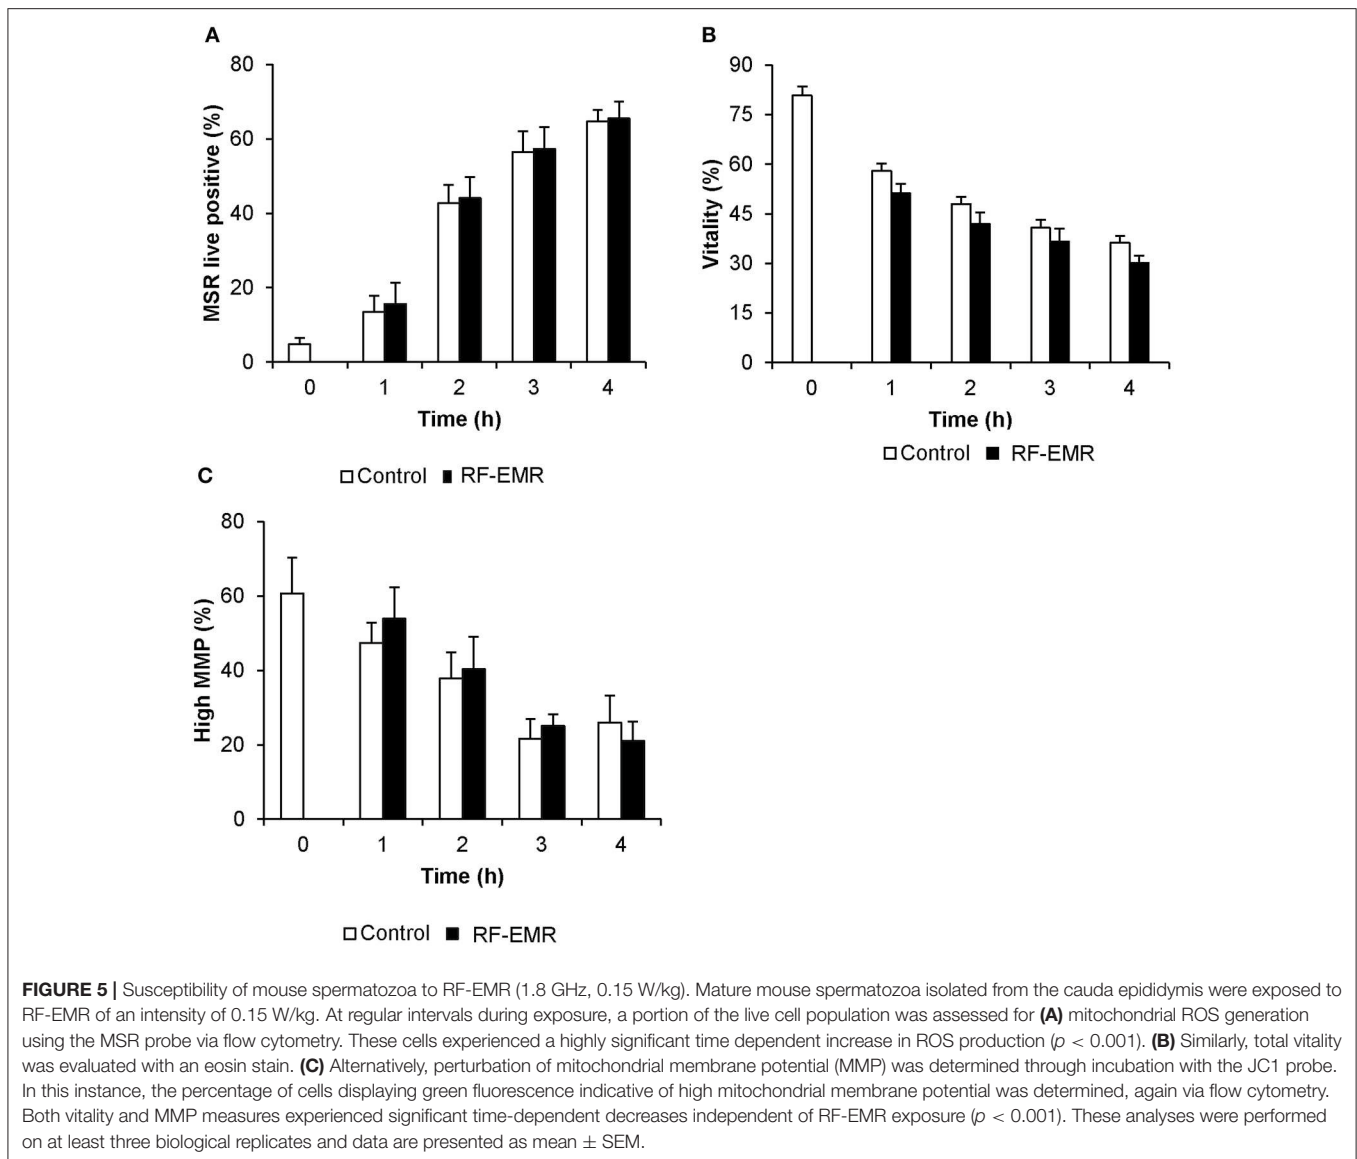 A
80
60
40
20
0
MSR live positive (%)
0 1 2 3 4
Time (h)
□ Control ■ RF-EMR
B
90
75
60
45
30
15
0
Vitality (%)
0 1 2 3 4
Time (h)
□ Control ■ RF-EMR
C
80
60
40
20
0
High MMP (%)
0 1 2 3 4
Time (h)
□ Control ■ RF-EMR
FIGURE 5 | Susceptibility of mouse spermatozoa to RF-EMR (1.8 GHz, 0.15 W/kg). Mature mouse spermatozoa isolated from the cauda epididymis were exposed to
RF-EMR of an intensity of 0.15 W/kg. At regular intervals during exposure, a portion of the live cell population was assessed for (A) mitochondrial ROS generation
using the MSR probe via flow cytometry. These cells experienced a highly significant time dependent increase in ROS production (p < 0.001). (B) Similarly, total vitality
was evaluated with an eosin stain. (C) Alternatively, perturbation of mitochondrial membrane potential (MMP) was determined through incubation with the JC1 probe.
In this instance, the percentage of cells displaying green fluorescence indicative of high mitochondrial membrane potential was determined, again via flow cytometry.
Both vitality and MMP measures experienced significant time-dependent decreases independent of RF-EMR exposure (p < 0.001). These analyses were performed
on at least three biological replicates and data are presented as mean ± SEM.